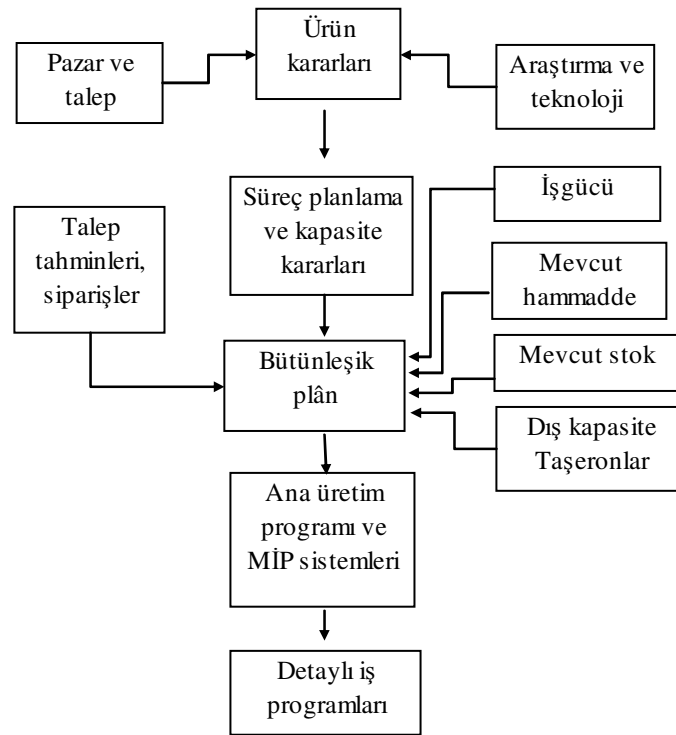 Ürün
kararları
Pazar ve
talep
Araştırma ve
teknoloji
Süreç planlama
ve kapasite
kararları
İşgücü
Talep
tahminleri,
siparişler
Mevcut
hammadde
Bütünleşik
plân
Mevcut stok
Dış kapasite
Taşeronlar
Ana üretim
programı ve
MİP sistemleri
Detaylı iş
programları